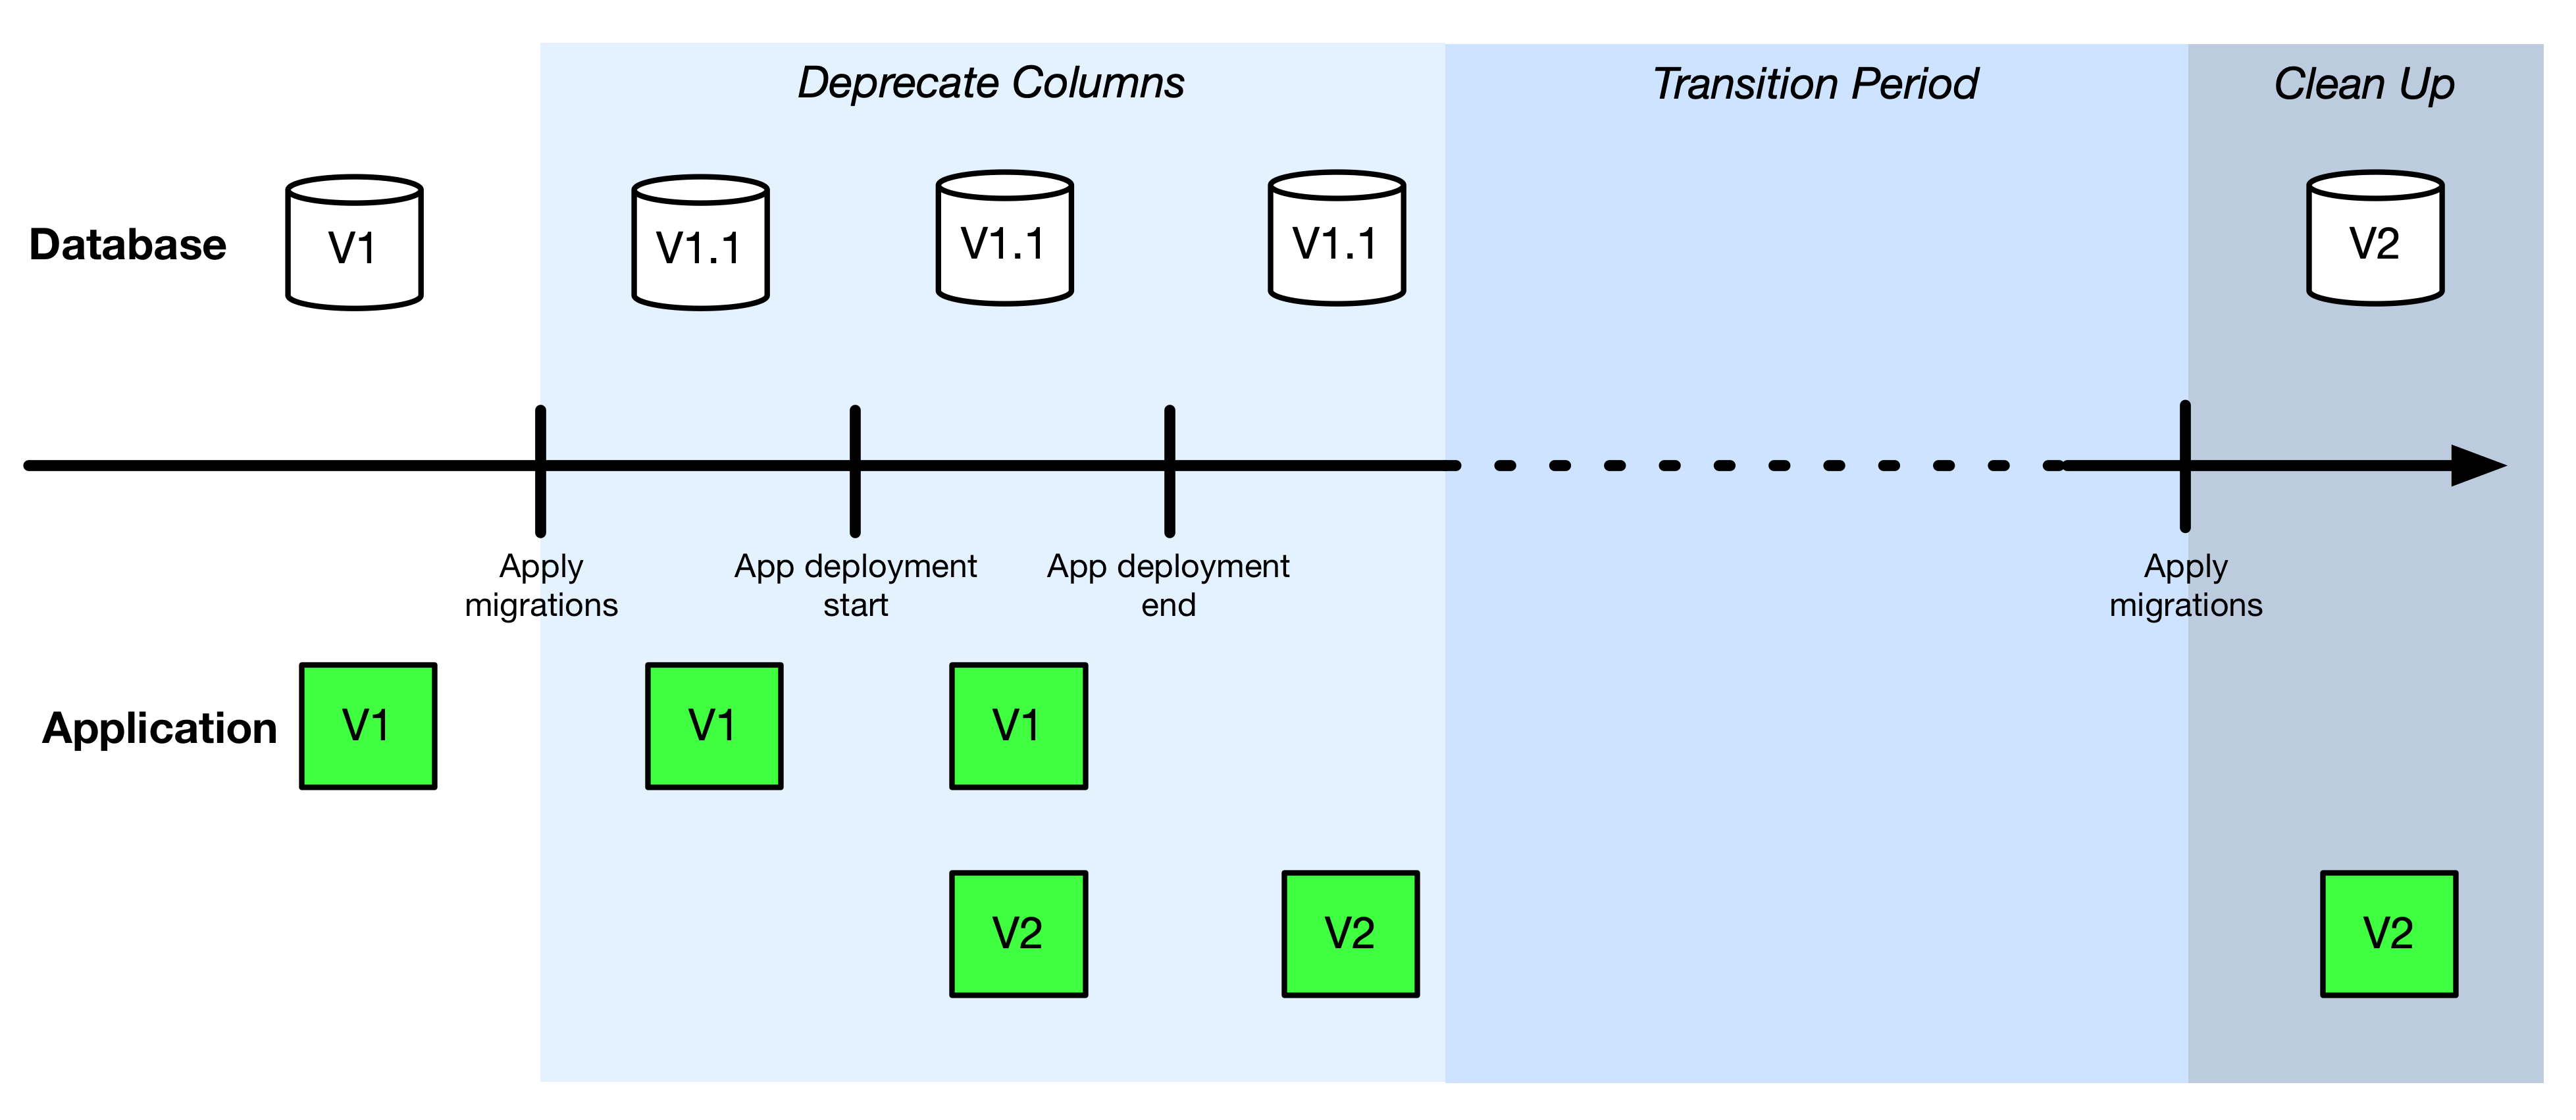 Deprecate Columns
Transition Period
Clean Up
Database
V1
V1.1
V1.1
V1.1
V2
Apply
migrations
App deployment
start
App deployment
end
Apply
migrations
Application
V1
V1
V1
V2
V2
V2